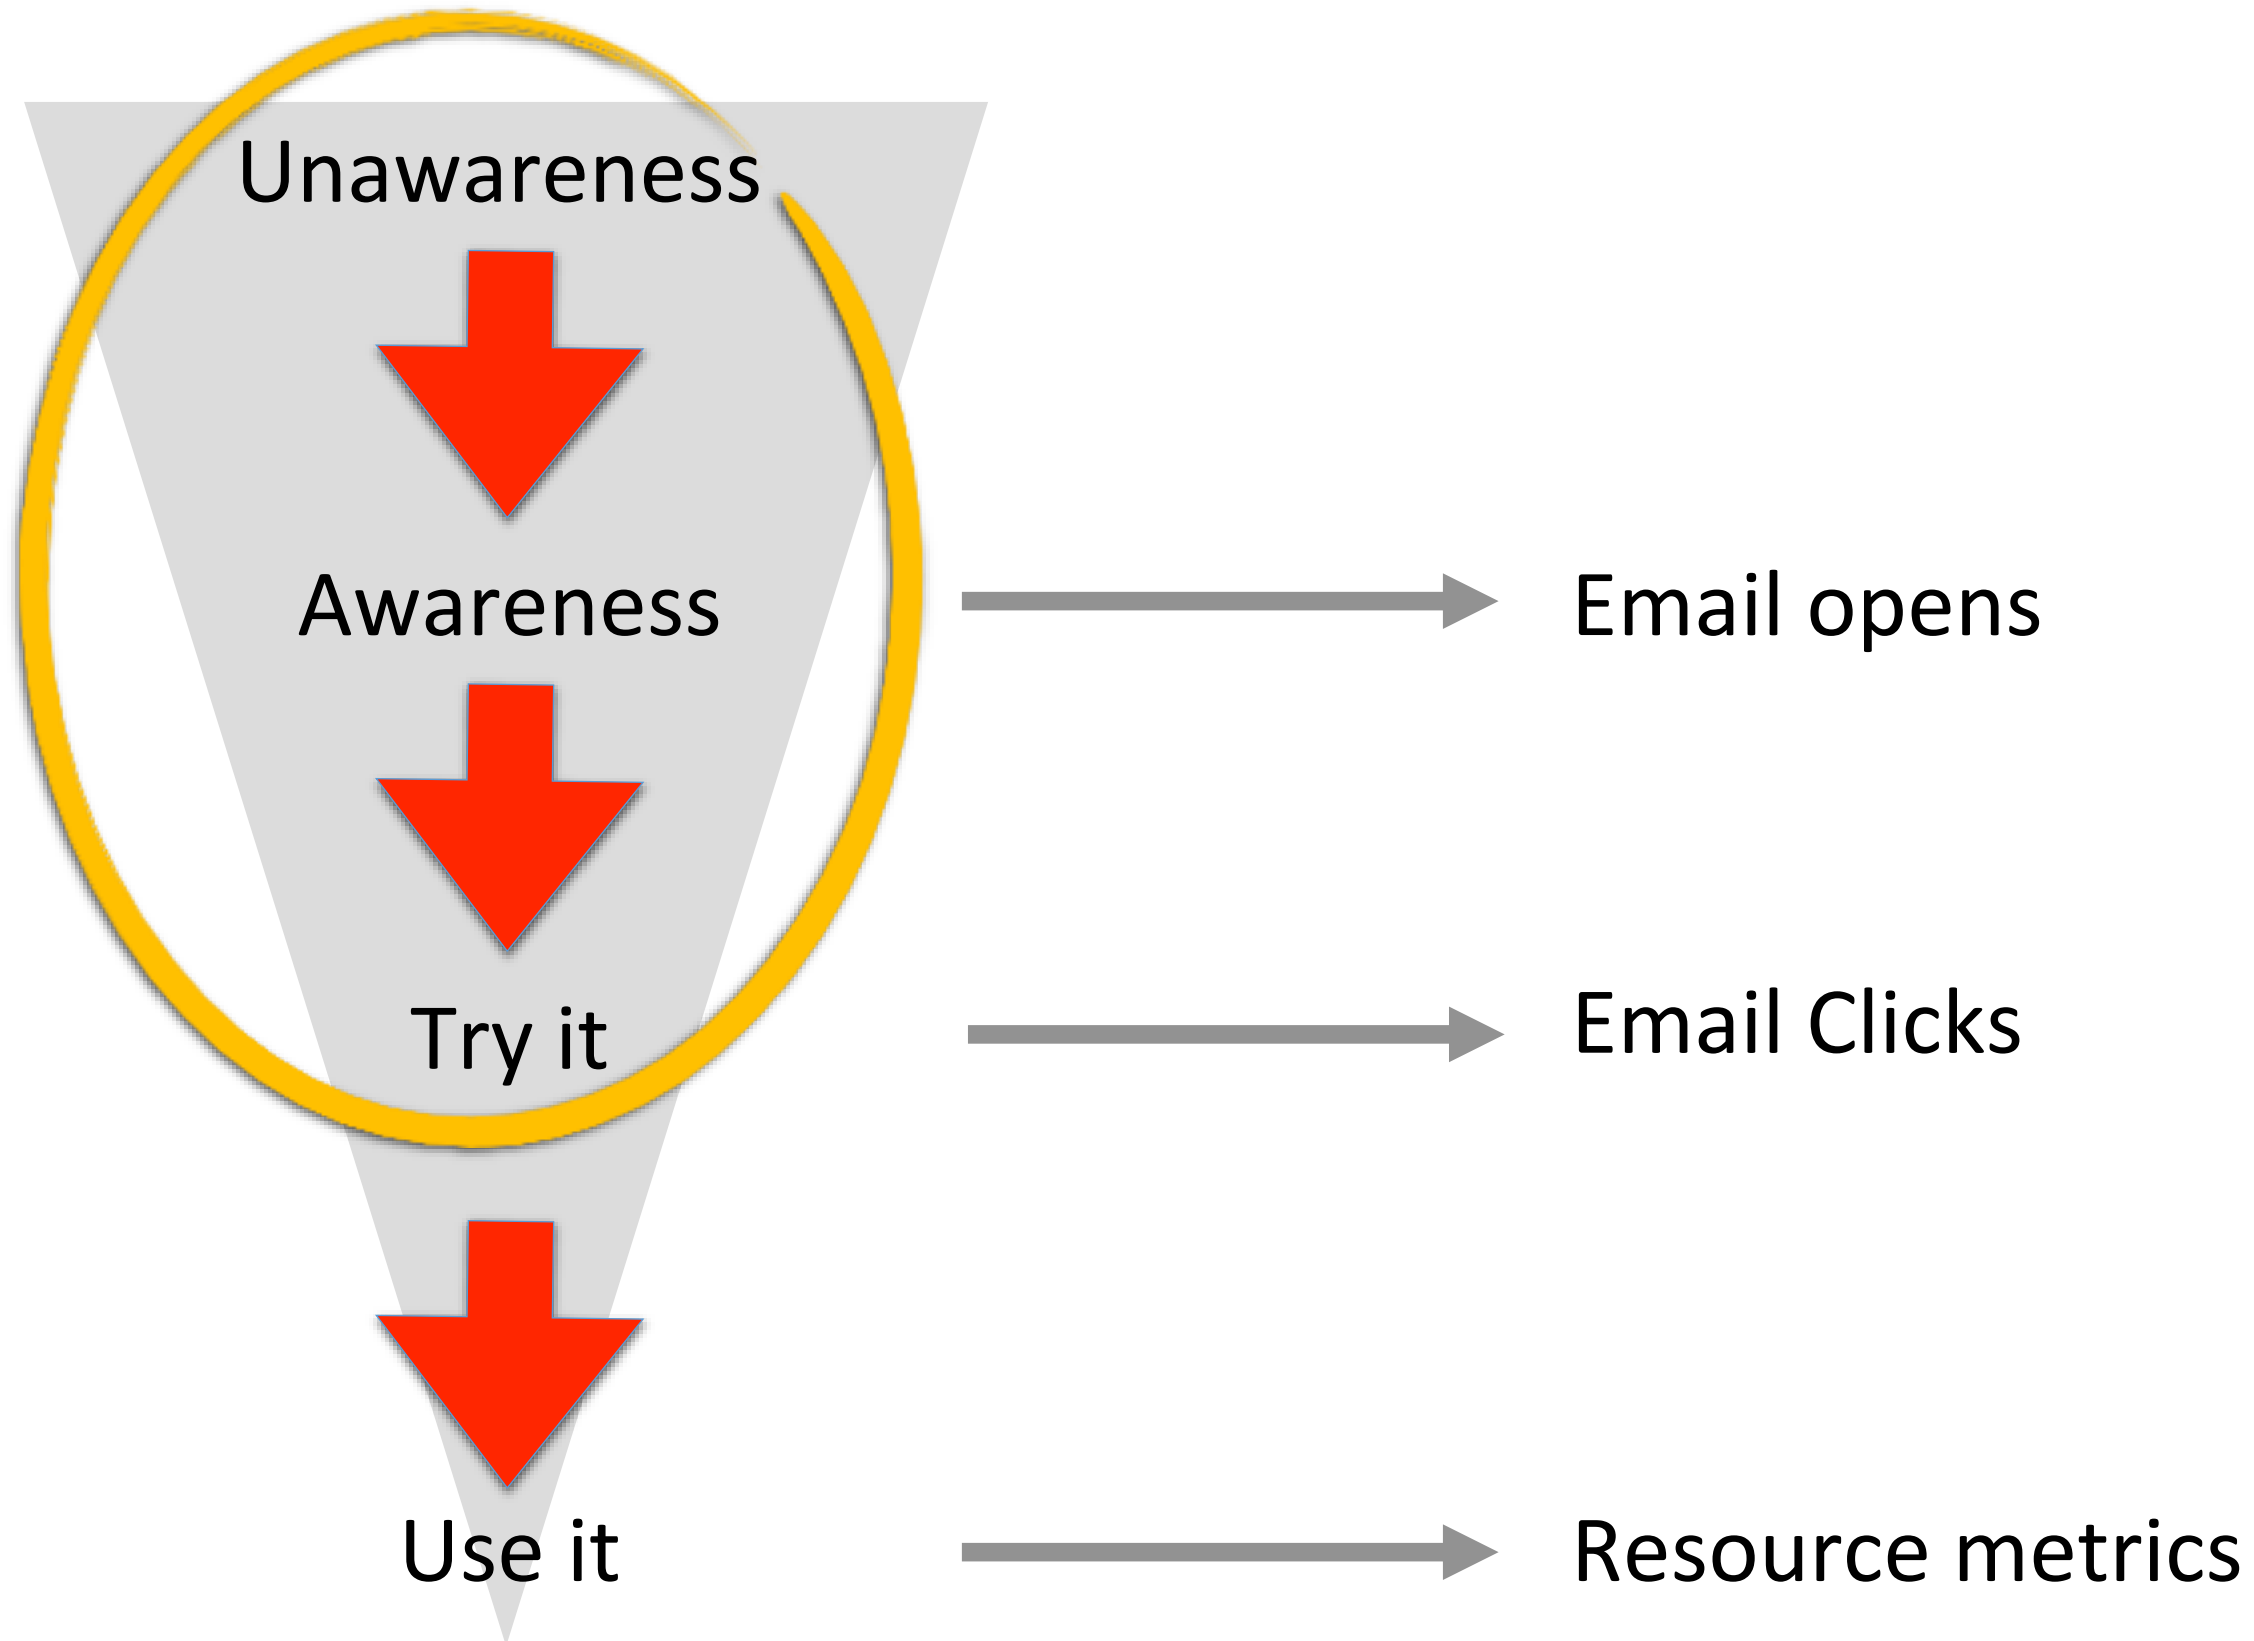 Unawareness
Awareness
Email opens
Try it
Email Clicks
Use it
Resource metrics